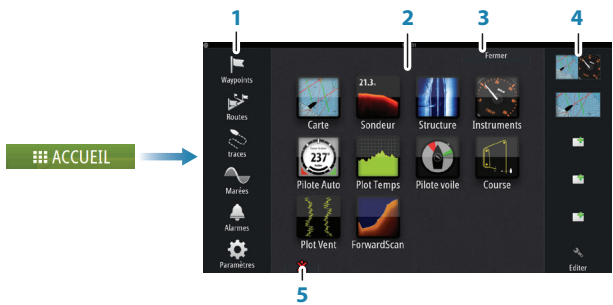 1
2
3
4
Fermer
Waypoints
21.3
Routes
Carte
Sondeur
Structure
Instruments
traces
ACCUEIL
237°
Marées
Pilote Auto
Plot Temps
Pilote voile
Course
Alarmes
Plot Vent
ForwardScan
Paramètres
Editer
5